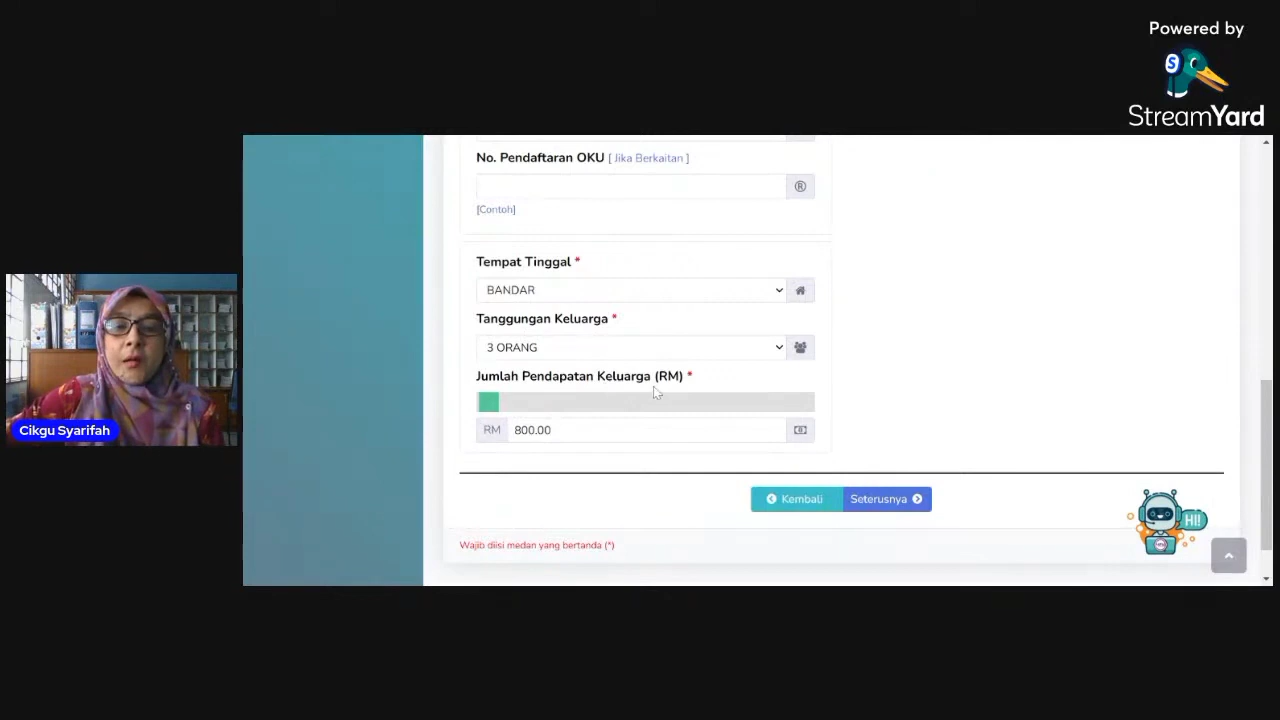 Powered by
StreamYard
No. Pendaftaran OKU [ Jika Berkaitan ]
[Contoh]
Tempat Tinggal *
BANDAR
Tanggungan Keluarga *
3 ORANG
Jumlah Pendapatan Keluarga (RM) *
RM 800.00
Kembali Seterusnya
HI!
Wajib diisi medan yang bertanda (*)
Cikgu Syarifah